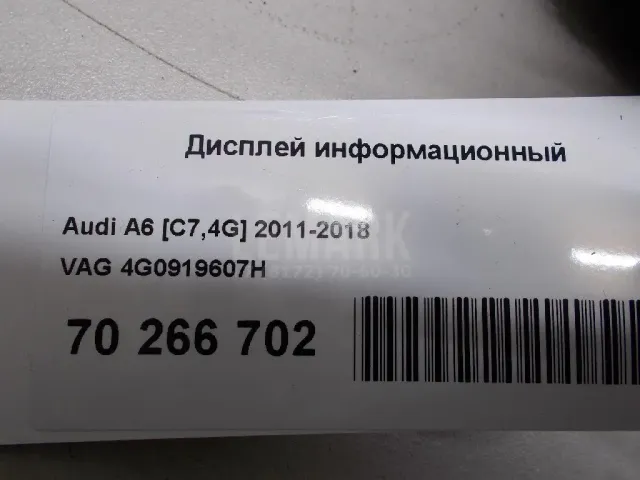 Дисплей информационный
Audi A6 [C7,4G] 2011-2018
VAG 4G0919607H
70 266 702